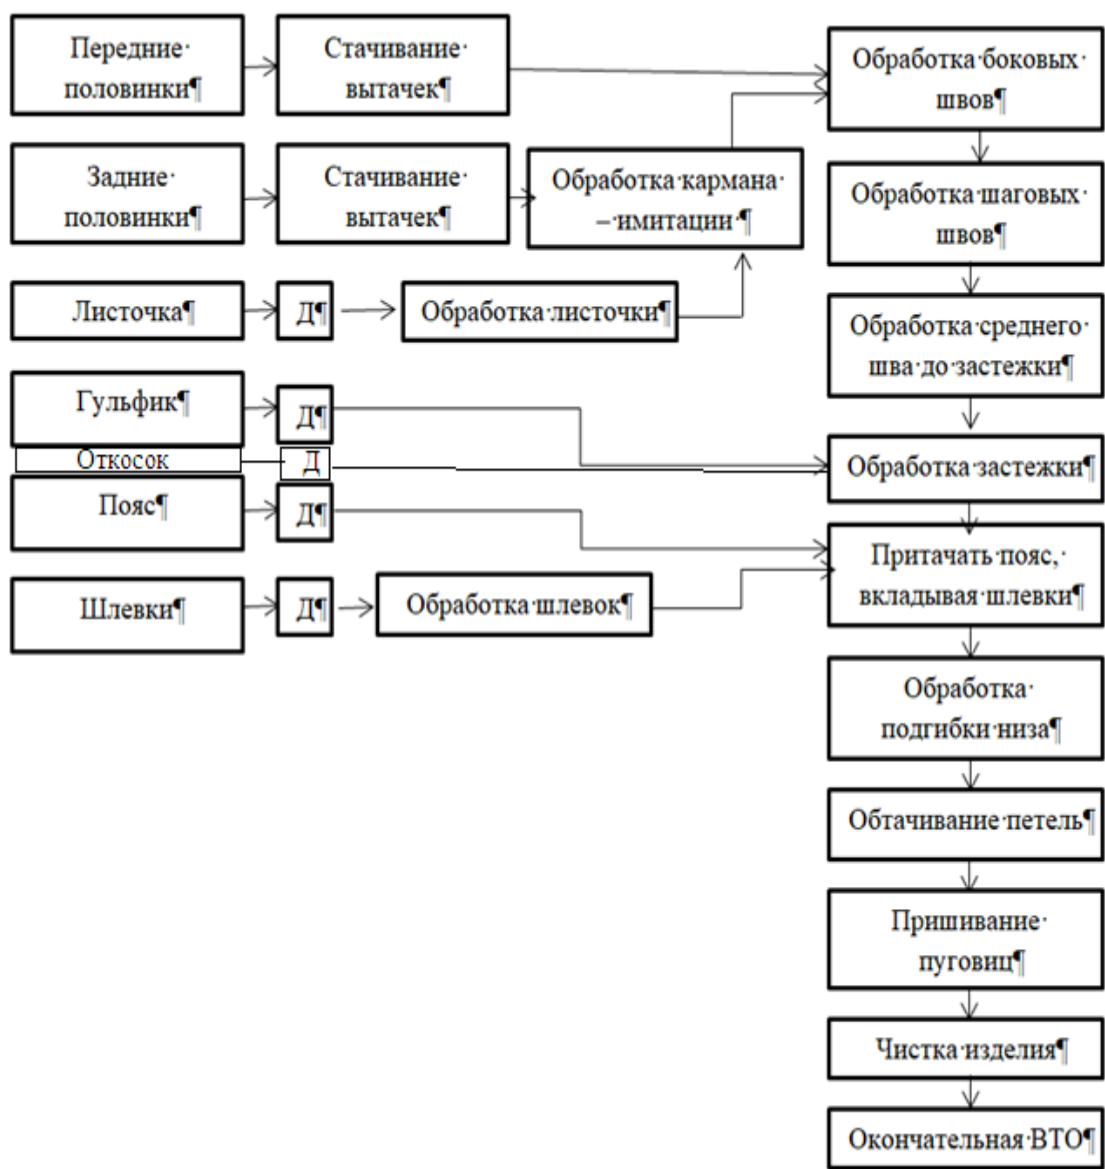 Передние
половинки¶
Стачивание
вытачек¶
Обработка боковых
швов¶
Задние
половинки¶
Стачивание
вытачек¶
Обработка кармана
– имитации ¶
Обработка шаговых
швов¶
Листочка¶
Д¶
Обработка листочки¶
Обработка среднего
шва до застежки¶
Гульфик¶
Д¶
Откосок
Д
Обработка застежки¶
Пояс¶
Д¶
Притачать пояс,
вкладывая шлевки¶
Шлевки¶
Д¶
Обработка шлевок¶
Обработка
подгибки низа¶
Обтачивание петель¶
Пришивание
пуговиц¶
Чистка изделия¶
Окончательная ВТО¶